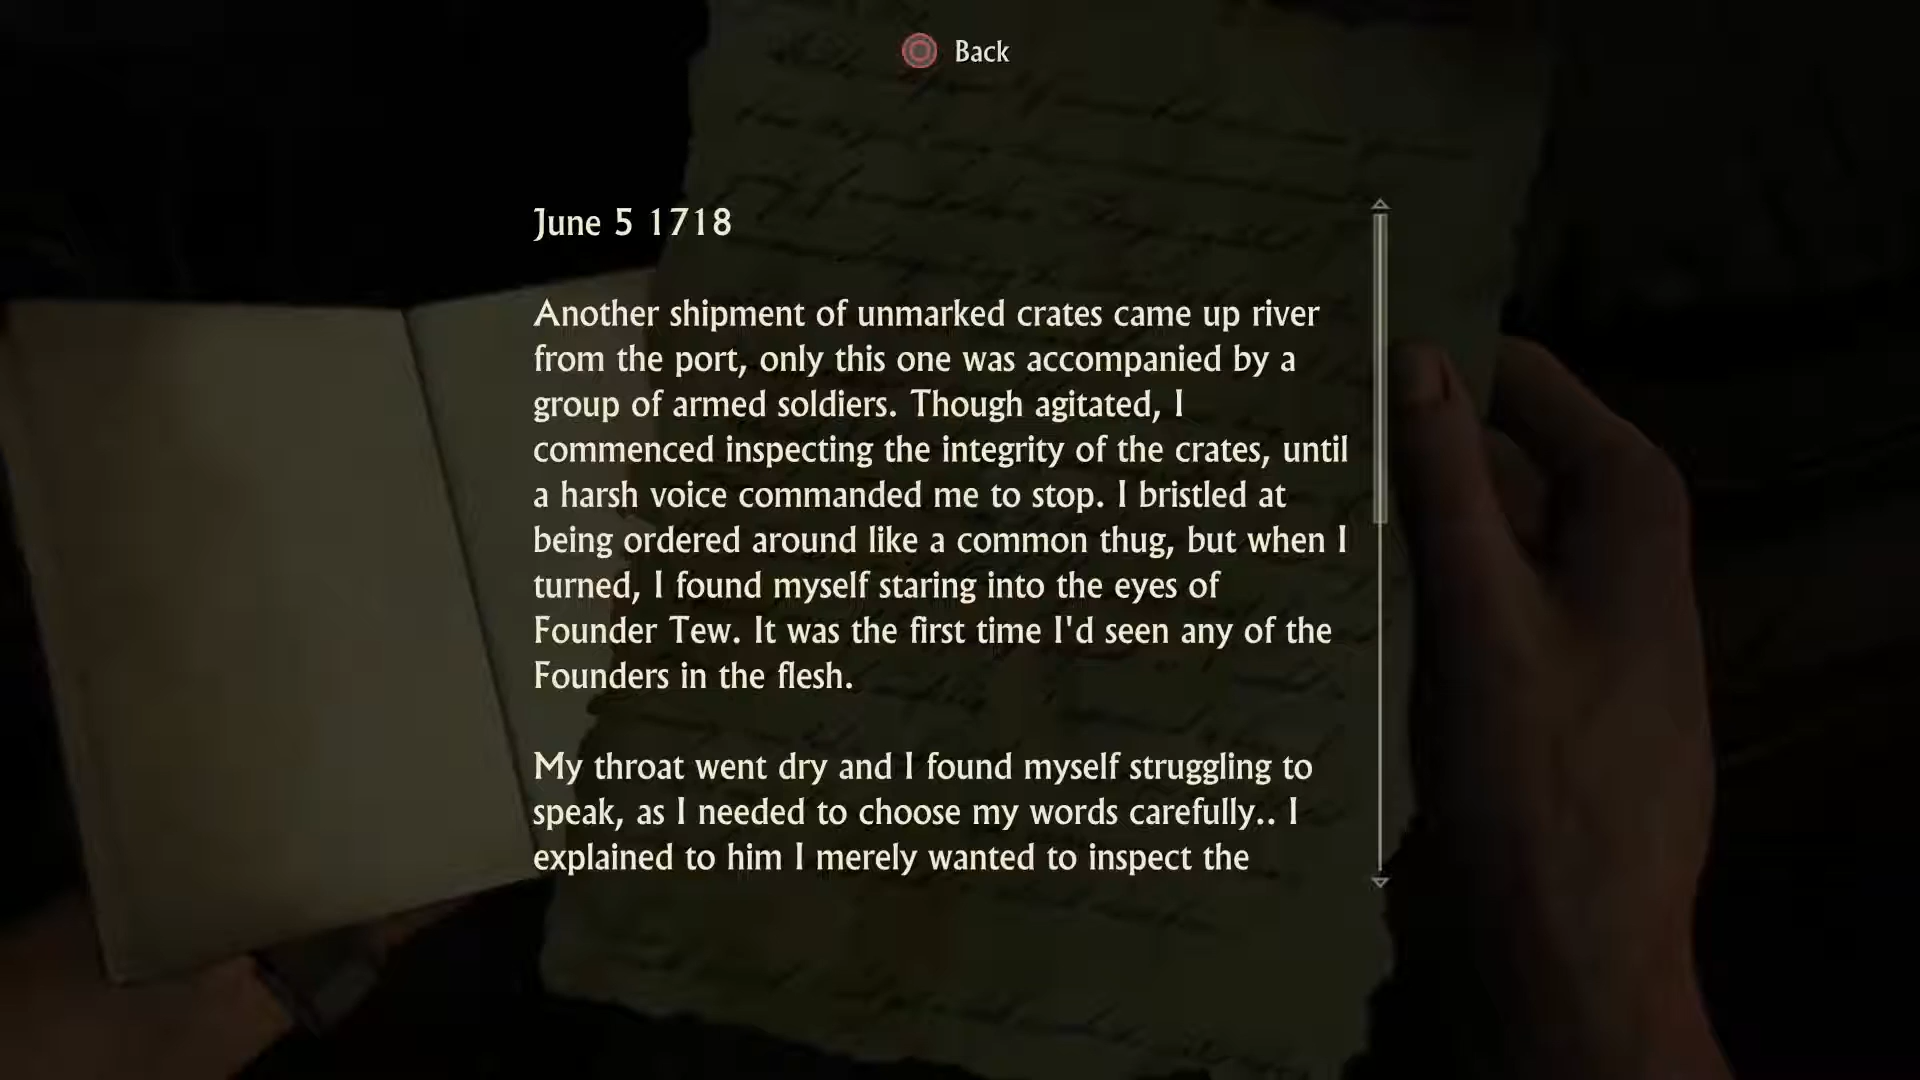 Back
June 5 1718
Another shipment of unmarked crates came up river
from the port, only this one was accompanied by a
group of armed soldiers. Though agitated, I
commenced inspecting the integrity of the crates, until
a harsh voice commanded me to stop. I bristled at
being ordered around like a common thug, but when I
turned, I found myself staring into the eyes of
Founder Tew. It was the first time I'd seen any of the
Founders in the flesh.
My throat went dry and I found myself struggling to
speak, as I needed to choose my words carefully.. I
explained to him I merely wanted to inspect the